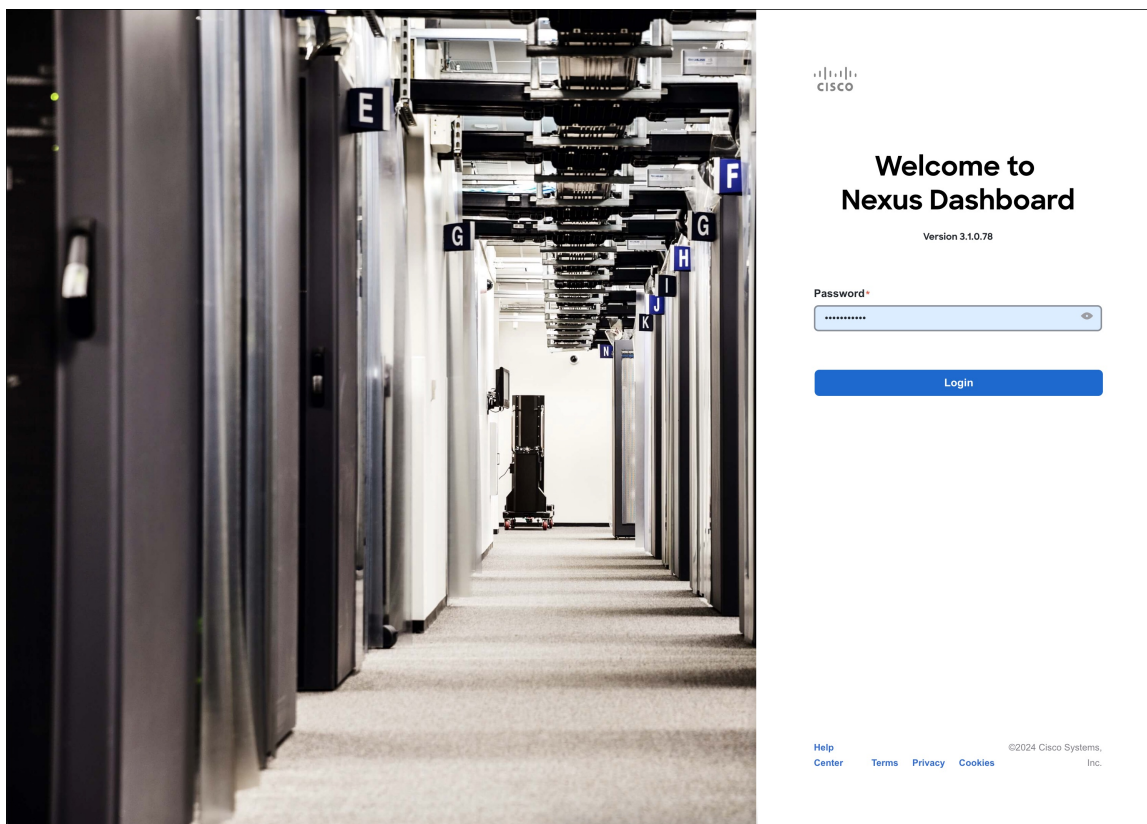 E
F
G
G
H
I
J
K
N
CISCO
Welcome to
Nexus Dashboard
Version 3.1.0.78
Password*
•••••••••••
Login
Help
Center
Terms Privacy Cookies
©2024 Cisco Systems,
Inc.